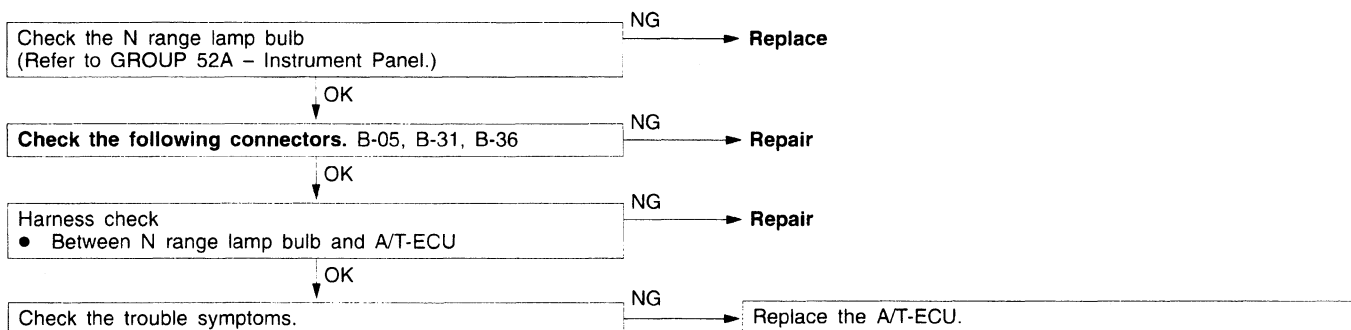 Check the N range lamp bulb
(Refer to GROUP 52A – Instrument Panel.)
NG
Replace
OK
Check the following connectors. B-05, B-31, B-36
NG
Repair
OK
Harness check
● Between N range lamp bulb and A/T-ECU
NG
Repair
OK
Check the trouble symptoms.
NG
Replace the A/T-ECU.